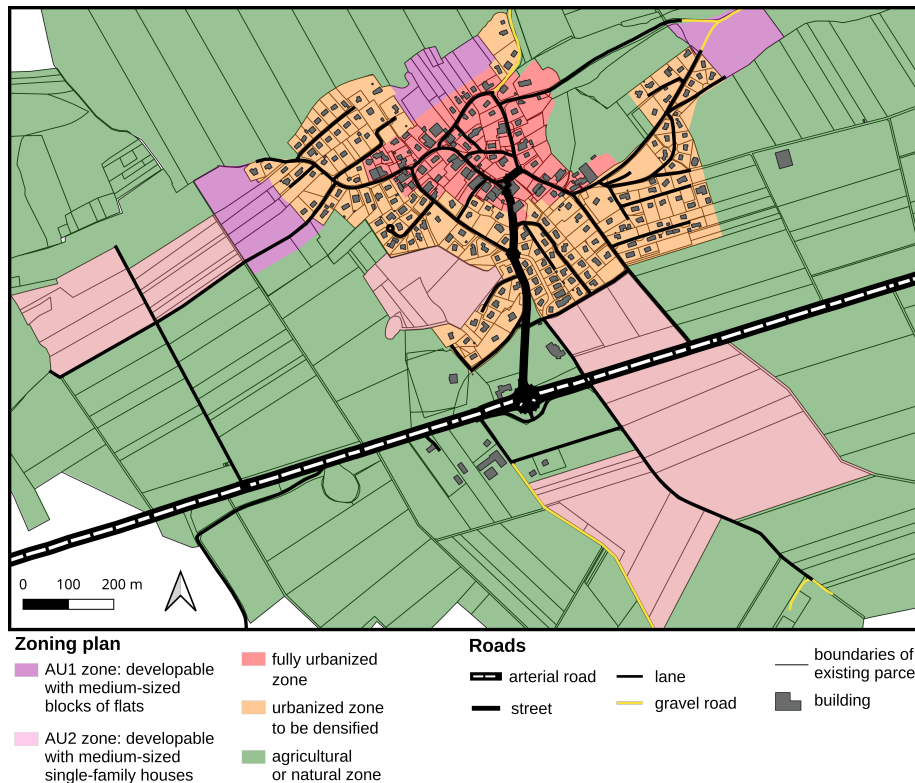 0 100 200 m
Zoning plan
AU1 zone: developable
with medium-sized
blocks of flats
AU2 zone: developable
with medium-sized
single-family houses
fully urbanized
zone
urbanized zone
to be densified
agricultural
or natural zone
Roads
arterial road
street
lane
gravel road
boundaries of
existing parce
building